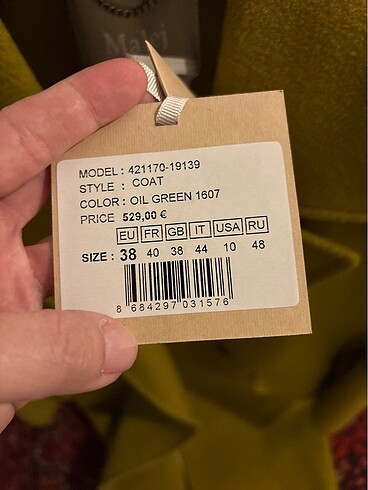 MODEL : 421170-19139
STYLE : COAT
COLOR : OIL GREEN 1607
PRICE 529,00 €
EU FR GB IT USA RU
SIZE : 38 40 38 44 10 48
8 684297 031576